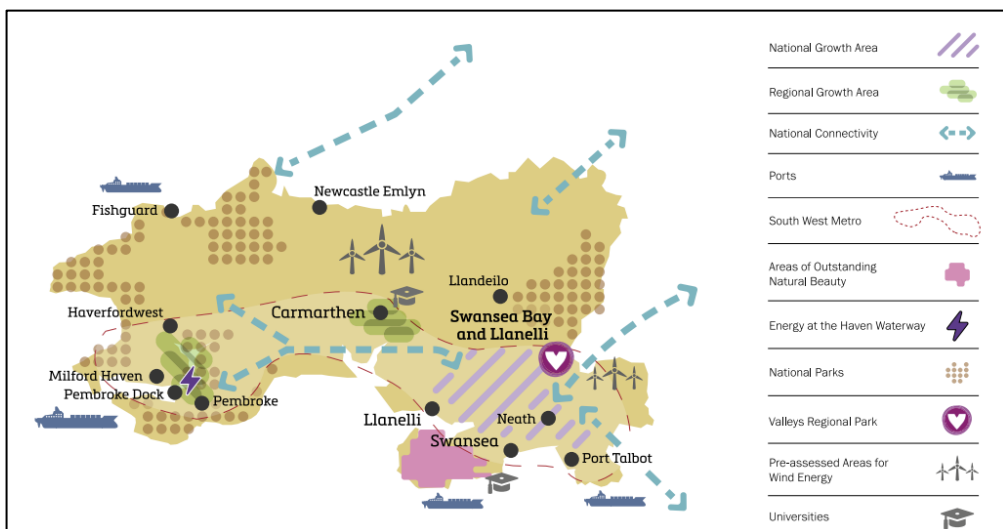 Newcastle Emlyn
Fishguard
Llandeilo
Haverfordwest
Carmarthen
Swansea Bay
and Llanelli
Milford Haven
Pembroke Dock
Pembroke
Llanelli
Neath
Swansea
Port Talbot
National Growth Area
Regional Growth Area
National Connectivity
Ports
South West Metro
Areas of Outstanding
Natural Beauty
Energy at the Haven Waterway
National Parks
Valleys Regional Park
Pre-assessed Areas for
Wind Energy
Universities